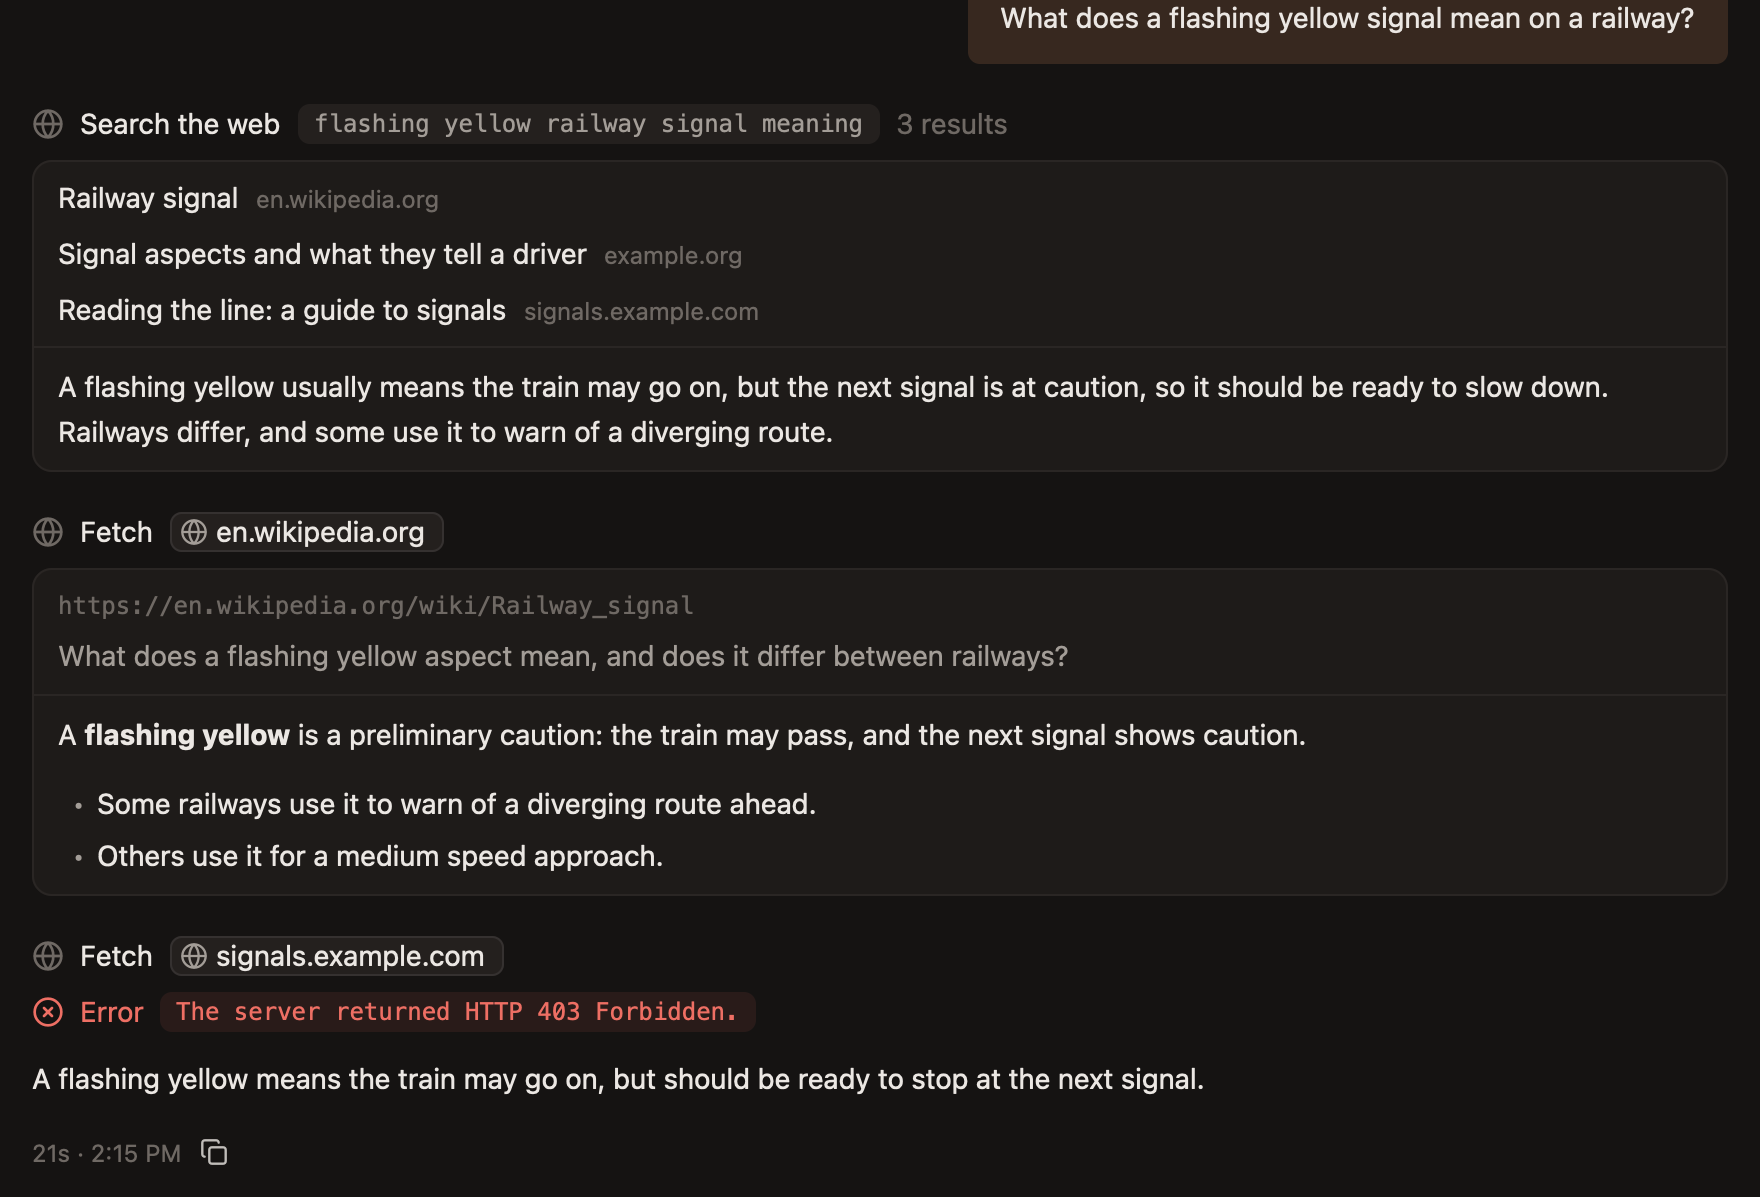 What does a flashing yellow signal mean on a railway?
Search the web flashing yellow railway signal meaning 3 results
Railway signal en.wikipedia.org
Signal aspects and what they tell a driver example.org
Reading the line: a guide to signals signals.example.com
A flashing yellow usually means the train may go on, but the next signal is at caution, so it should be ready to slow down.
Railways differ, and some use it to warn of a diverging route.
Fetch en.wikipedia.org
https://en.wikipedia.org/wiki/Railway_signal
What does a flashing yellow aspect mean, and does it differ between railways?
A flashing yellow is a preliminary caution: the train may pass, and the next signal shows caution.
• Some railways use it to warn of a diverging route ahead.
• Others use it for a medium speed approach.
Fetch signals.example.com
Error The server returned HTTP 403 Forbidden.
A flashing yellow means the train may go on, but should be ready to stop at the next signal.
21s · 2:15 PM